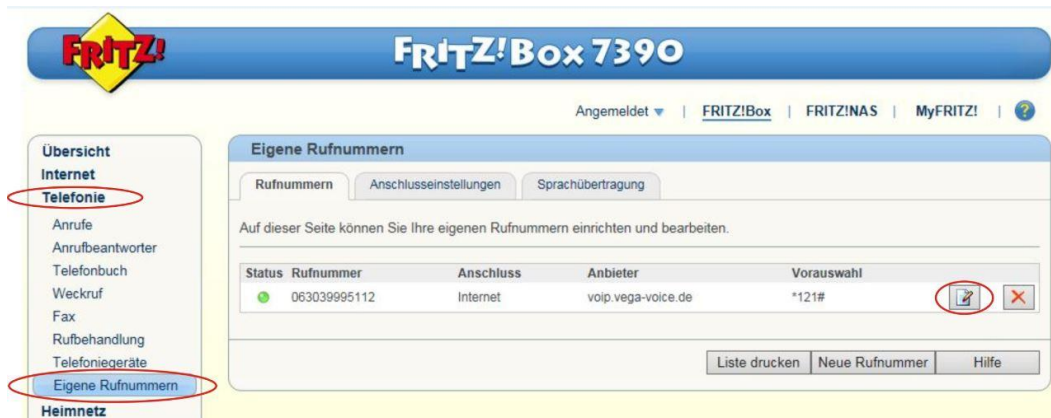 FRITZ!
FRITZ!Box 7390
Angemeldet | FRITZ!Box | FRITZ!NAS | MyFRITZ! | ?
Übersicht
Internet
Telefonie
Anrufe
Anrufbeantworter
Telefonbuch
Weckruf
Fax
Rufbehandlung
Telefoniegeräte
Eigene Rufnummern
Heimnetz
Eigene Rufnummern
Rufnummern Anschlusseinstellungen Sprachübertragung
Auf dieser Seite können Sie Ihre eigenen Rufnummern einrichten und bearbeiten.
Status Rufnummer Anschluss Anbieter Vorauswahl
063039995112 Internet voip.vega-voice.de *121#
Liste drucken Neue Rufnummer Hilfe